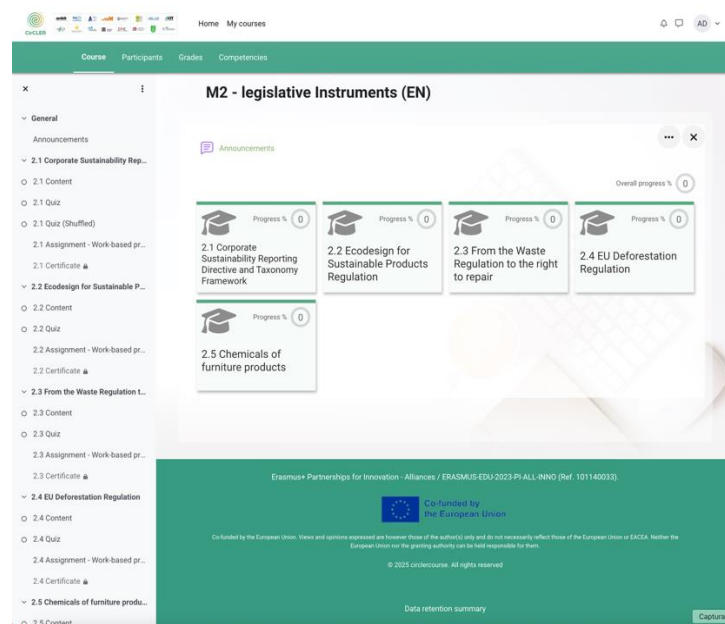 CirCLER
Home My courses
AD
Course Participants Grades Competencies
General
Announcements
2.1 Corporate Sustainability Rep...
2.1 Content
2.1 Quiz
2.1 Quiz (Shuffled)
2.1 Assignment - Work-based pr...
2.1 Certificate
2.2 Ecodesign for Sustainable P...
2.2 Content
2.2 Quiz
2.2 Assignment - Work-based pr...
2.2 Certificate
2.3 From the Waste Regulation t...
2.3 Content
2.3 Quiz
2.3 Assignment - Work-based pr...
2.3 Certificate
2.4 EU Deforestation Regulation
2.4 Content
2.4 Quiz
2.4 Assignment - Work-based pr...
2.4 Certificate
2.5 Chemicals of furniture produ...
2.5 Content
M2 - legislative Instruments (EN)
Announcements
Overall progress % 0
Progress % 0
2.1 Corporate
Sustainability Reporting
Directive and Taxonomy
Framework
Progress % 0
2.2 Ecodesign for
Sustainable Products
Regulation
Progress % 0
2.3 From the Waste
Regulation to the right
to repair
Progress % 0
2.4 EU Deforestation
Regulation
Progress % 0
2.5 Chemicals of
furniture products
Erasmus+ Partnerships for Innovation - Alliances / ERASMUS-EDU-2023-PI-ALL-INNO (Ref. 101140033).
Co-funded by
the European Union
Co-funded by the European Union. Views and opinions expressed are however those of the author(s) only and do not necessarily reflect those of the European Union or EACEA. Neither the
European Union nor the granting authority can be held responsible for them.
© 2025 circlercourse. All rights reserved
Data retention summary
Captura